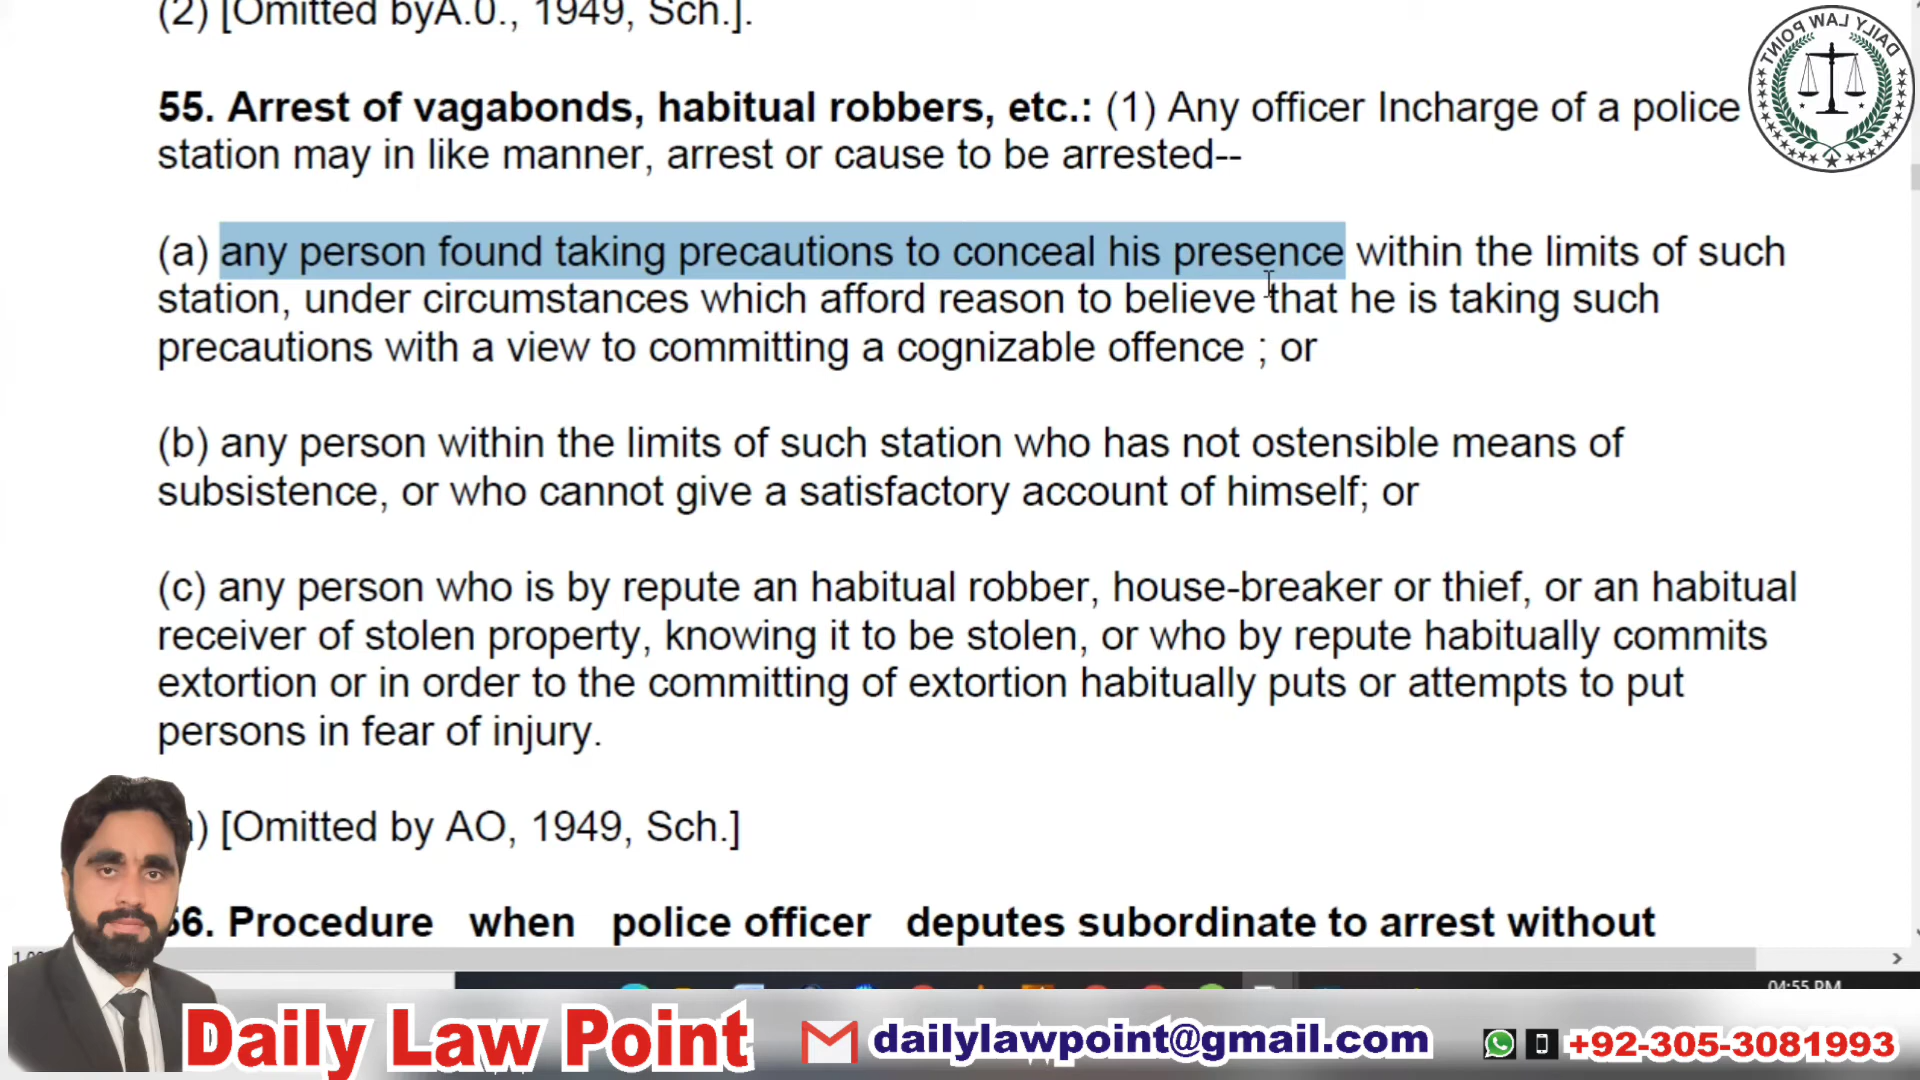 (2) [Omitted byA.0., 1949, Sch.].
DAILY LAW POINT
55. Arrest of vagabonds, habitual robbers, etc.: (1) Any officer Incharge of a police
station may in like manner, arrest or cause to be arrested--
(a) any person found taking precautions to conceal his presence within the limits of such
station, under circumstances which afford reason to believe that he is taking such
precautions with a view to committing a cognizable offence ; or
(b) any person within the limits of such station who has not ostensible means of
subsistence, or who cannot give a satisfactory account of himself; or
(c) any person who is by repute an habitual robber, house-breaker or thief, or an habitual
receiver of stolen property, knowing it to be stolen, or who by repute habitually commits
extortion or in order to the committing of extortion habitually puts or attempts to put
persons in fear of injury.
) [Omitted by AO, 1949, Sch.]
56. Procedure when police officer deputes subordinate to arrest without
04:55 PM
Daily Law Point
dailylawpoint@gmail.com
+92-305-3081993